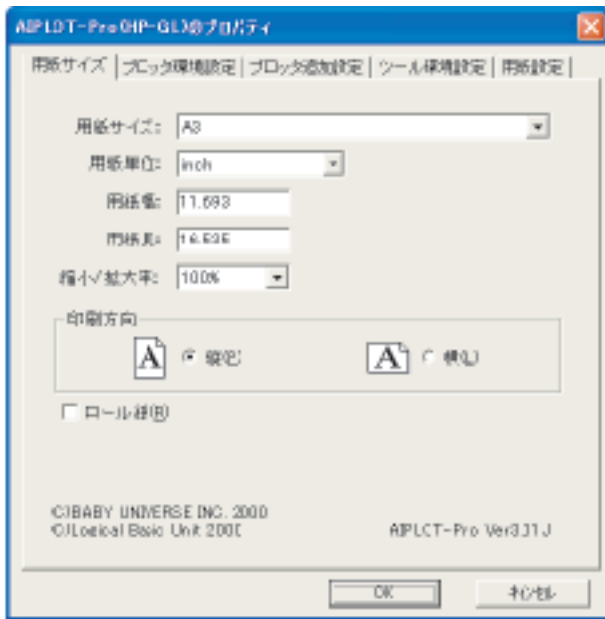 AIPLOT-Pro(HP-GL)のプロパティ
用紙サイズ
プロッタ環境設定
プロッタ追加設定
ツール環境設定
用紙設定
用紙サイズ: A3
用紙単位: inch
用紙幅: 11.693
用紙長: 16.535
縮小/拡大率: 100%
印刷方向
A 縦(P)
A 横(L)
ロール紙(R)
(C)BABY UNIVERSE INC. 2000
(C)Logical Basic Unit 2000
AIPLOT-Pro Ver3.31J
OK
キャンセル